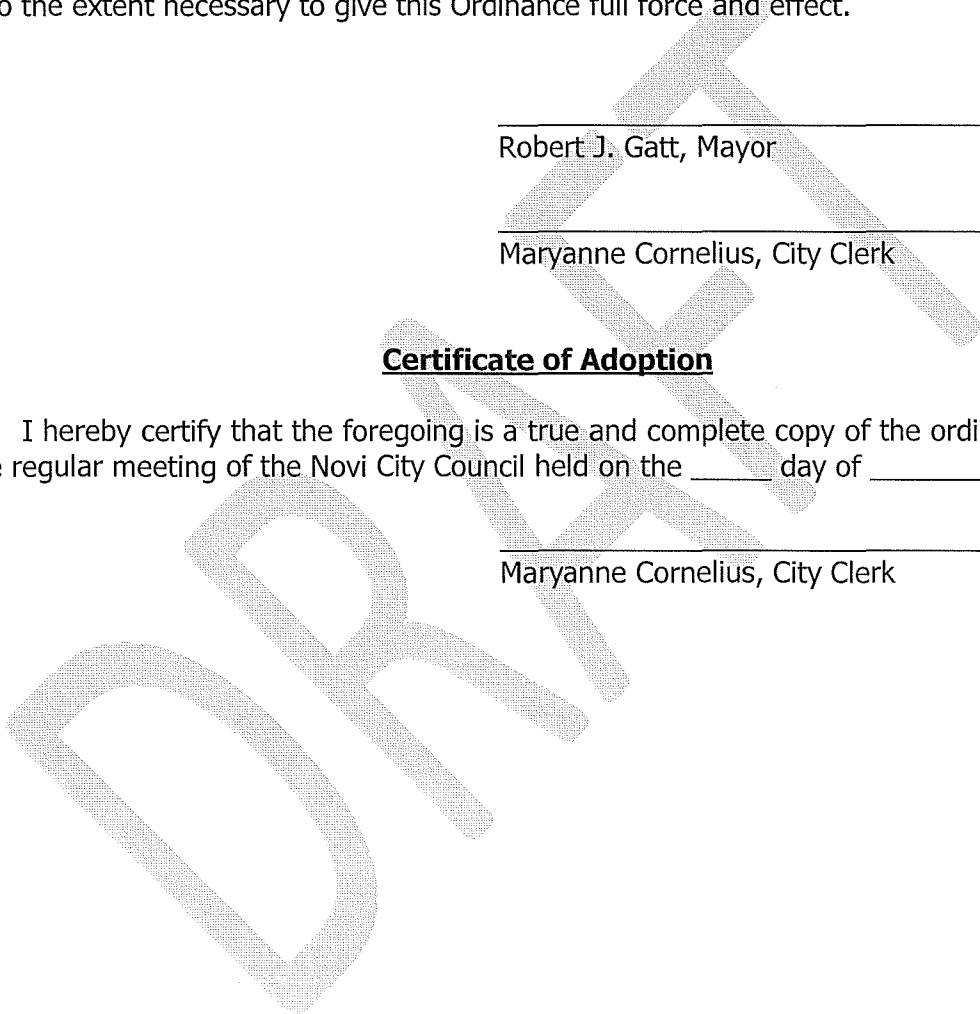 o the extent necessary to give this Ordinance full force and effect.
Robert J. Gatt, Mayor
Maryanne Cornelius, City Clerk
Certificate of Adoption
I hereby certify that the foregoing is a true and complete copy of the ordi
e regular meeting of the Novi City Council held on the _____ day of _______
Maryanne Cornelius, City Clerk
DRAFT